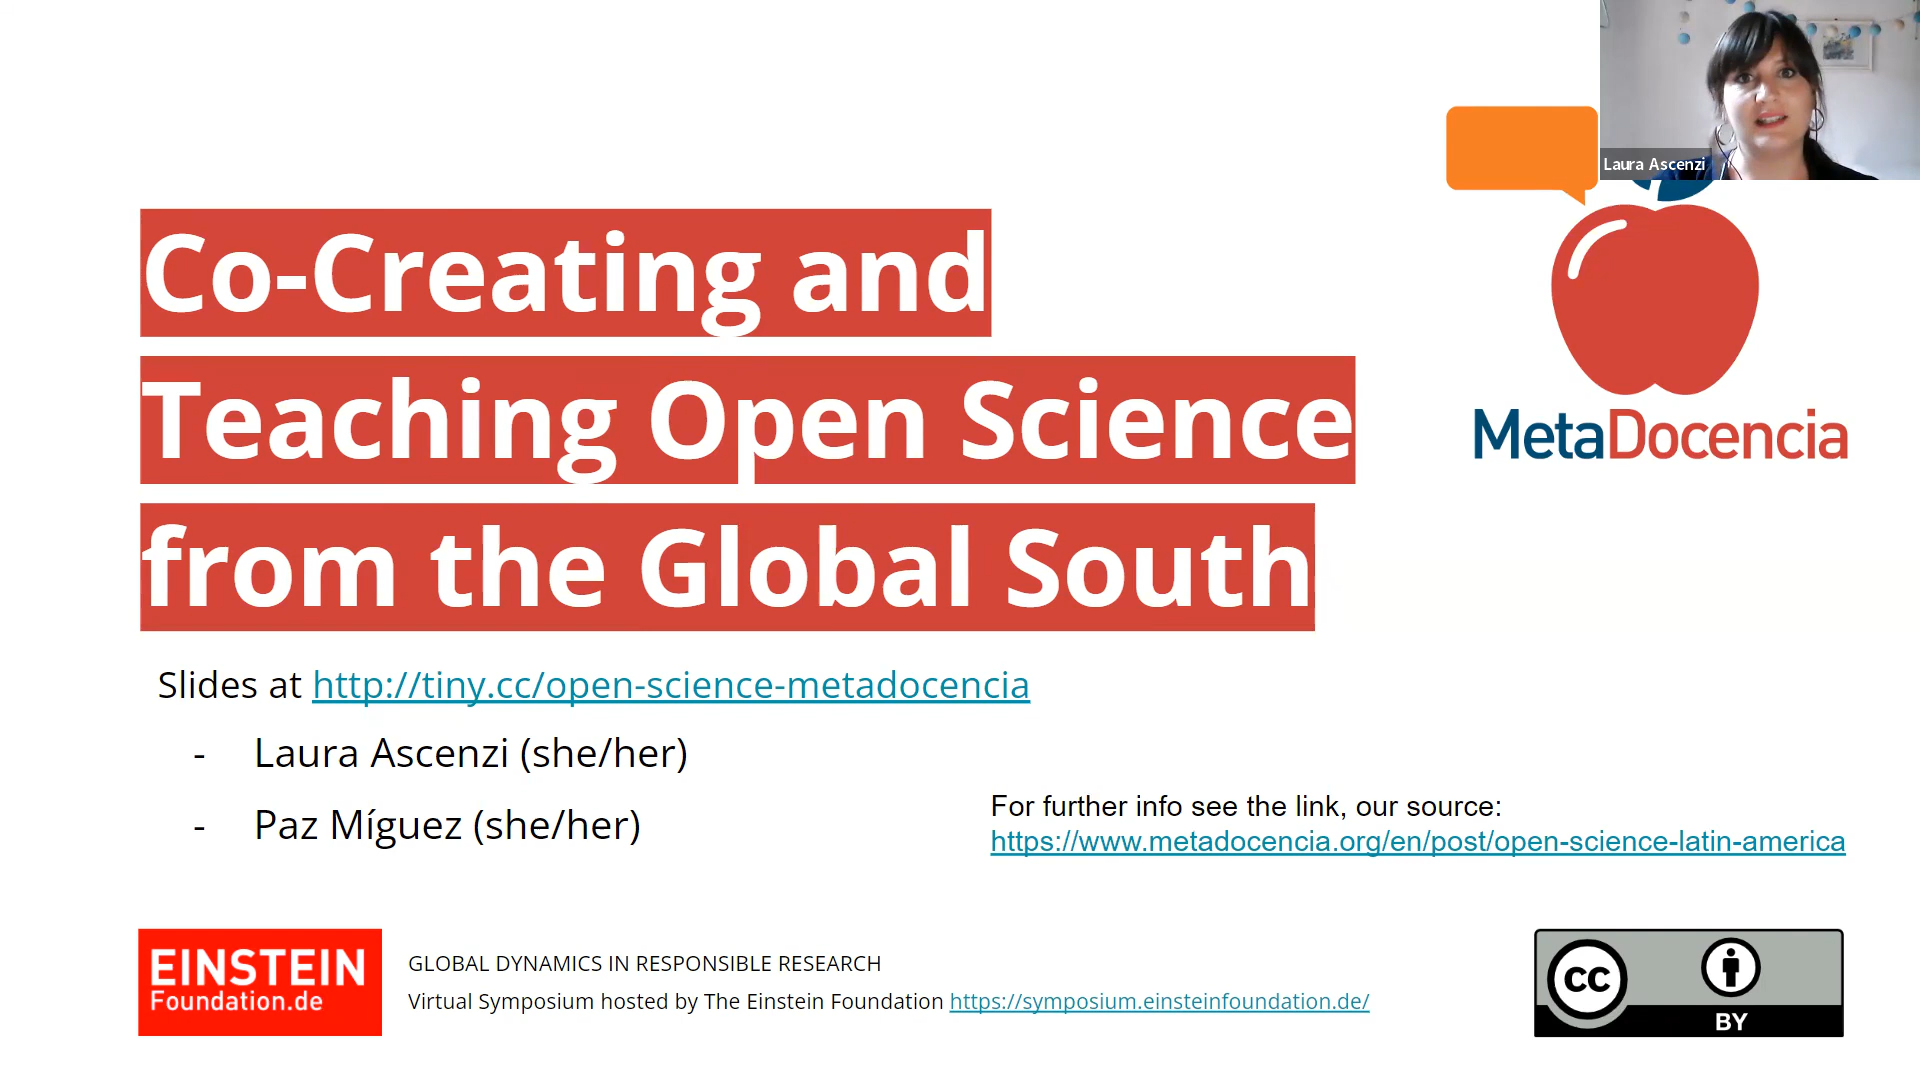 Laura Ascenzi
Co-Creating and
Teaching Open Science
from the Global South
MetaDocencia
Slides at http://tiny.cc/open-science-metadocencia
- Laura Ascenzi (she/her)
- Paz Míguez (she/her)
For further info see the link, our source:
https://www.metadocencia.org/en/post/open-science-latin-america
EINSTEIN
Foundation.de
GLOBAL DYNAMICS IN RESPONSIBLE RESEARCH
Virtual Symposium hosted by The Einstein Foundation https://symposium.einsteinfoundation.de/
cc
BY